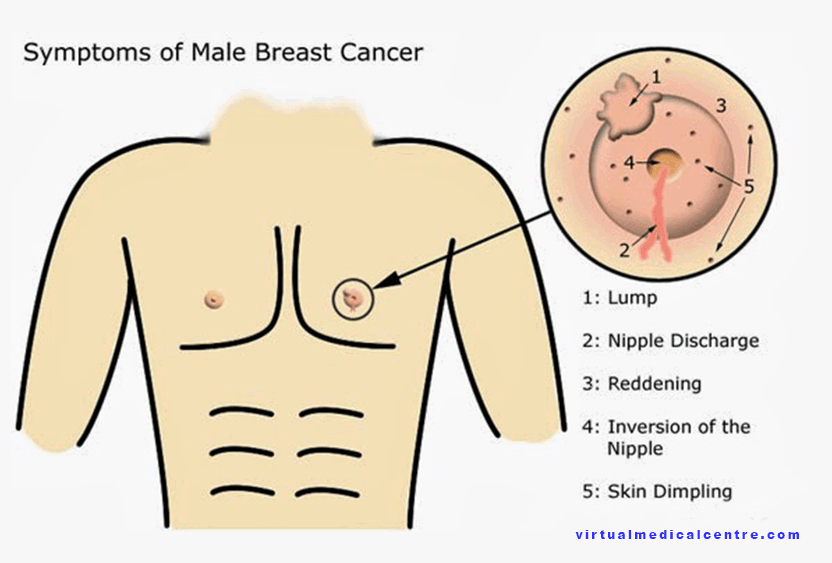 Symptoms of Male Breast Cancer
1
3
4
5
2
1: Lump
2: Nipple Discharge
3: Reddening
4: Inversion of the
Nipple
5: Skin Dimpling
virtualmedicalcentre.com